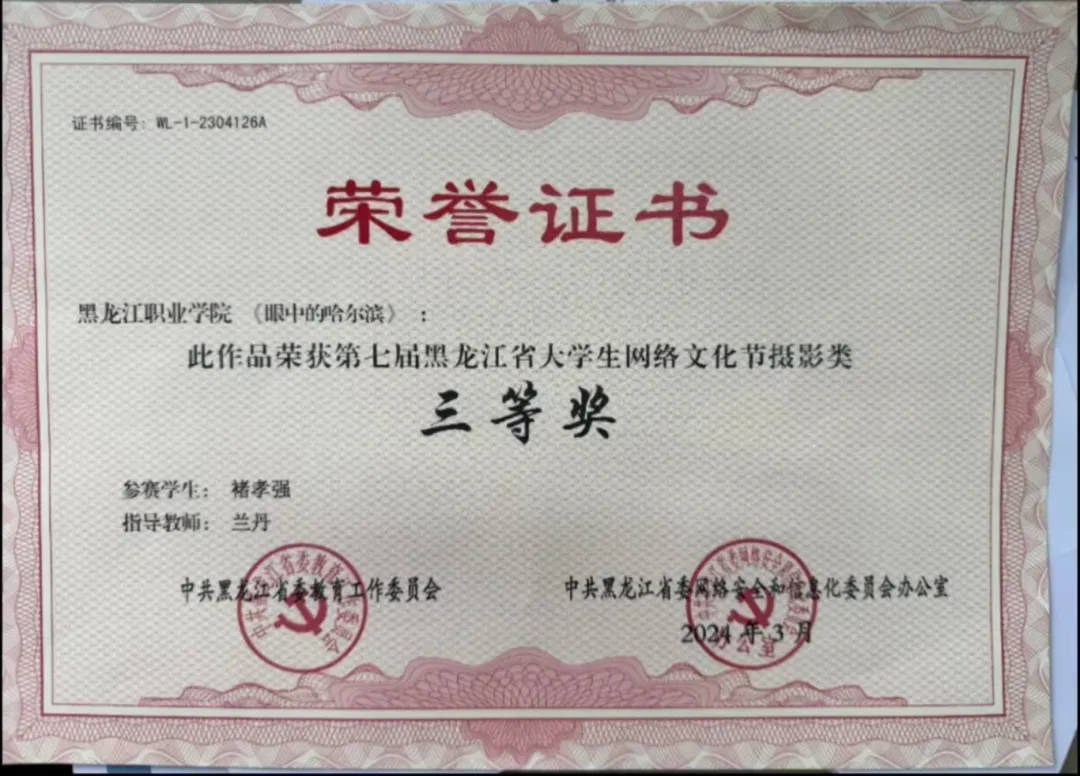 证书编号：WL-1-2304126A
荣誉证书
黑龙江职业学院 《眼中的哈尔滨》 ：
此作品荣获第七届黑龙江省大学生网络文化节摄影类
三等奖
参赛学生： 褚孝强
指导教师： 兰丹
中共黑龙江省委教育工作委员会
中共黑龙江省委网络安全和信息化委员会办公室
2024 年 3 月